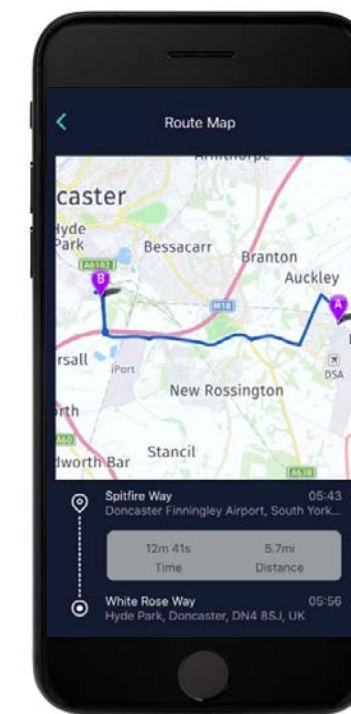 Route Map
Armthorpe
caster
Hyde
Park
Bessacarr
Branton
A6182
B
Auckley
M18
A
rsall
iPort
DSA
New Rossington
rth
A60
Stancil
dworth Bar
A638
Spitfire Way 05:43
Doncaster Finningley Airport, South York...
12m 41s 5.7mi
Time Distance
White Rose Way 05:56
Hyde Park, Doncaster, DN4 8SJ, UK